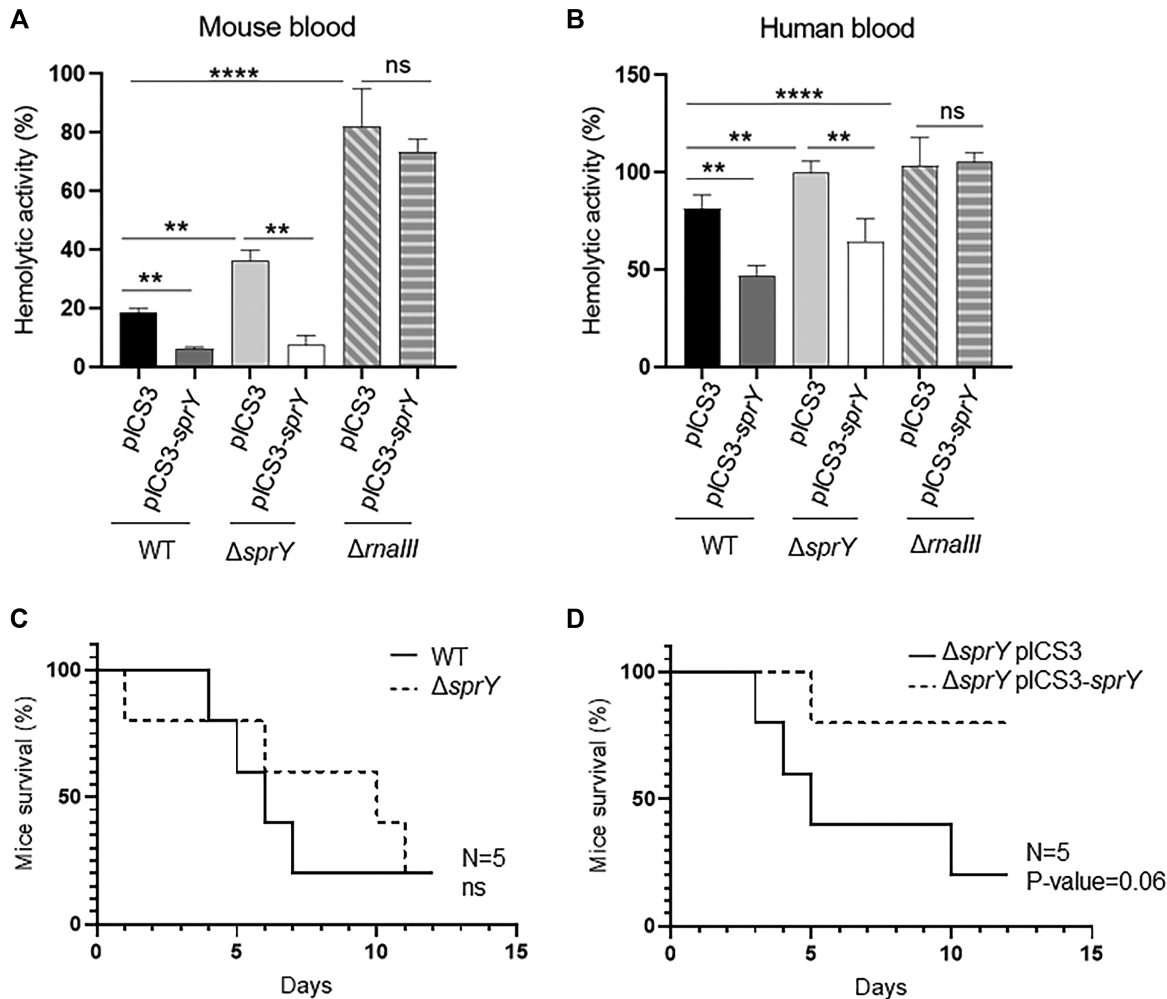 A
Mouse blood
Hemolytic activity (%)
100
80
60
40
20
0
****
ns
**
**
**
pICS3
pICS3-sprY
pICS3
pICS3-sprY
pICS3
pICS3-sprY
WT
ΔsprY
ΔrnaIII
B
Human blood
Hemolytic activity (%)
150
100
50
0
****
ns
**
**
**
pICS3
pICS3-sprY
pICS3
pICS3-sprY
pICS3
pICS3-sprY
WT
ΔsprY
ΔrnaIII
C
Mice survival (%)
100
50
0
WT
ΔsprY
N=5
ns
0 5 10 15
Days
D
Mice survival (%)
100
50
0
ΔsprY pICS3
ΔsprY pICS3-sprY
N=5
P-value=0.06
0 5 10 15
Days